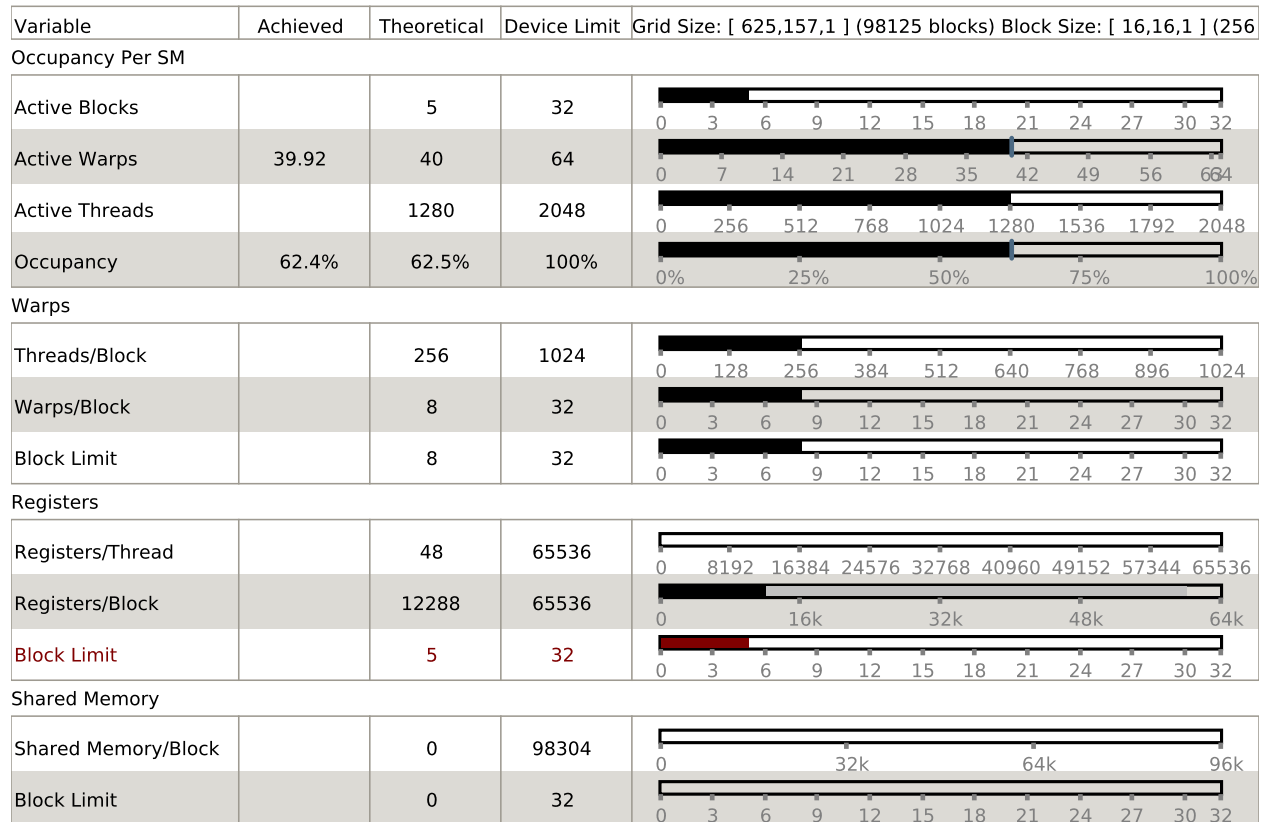 Variable Achieved Theoretical Device Limit Grid Size: [ 625,157,1 ] (98125 blocks) Block Size: [ 16,16,1 ] (256
Occupancy Per SM
Active Blocks 5 32
0 3 6 9 12 15 18 21 24 27 30 32
Active Warps 39.92 40 64
0 7 14 21 28 35 42 49 56 63 64
Active Threads 1280 2048
0 256 512 768 1024 1280 1536 1792 2048
Occupancy 62.4% 62.5% 100%
0% 25% 50% 75% 100%
Warps
Threads/Block 256 1024
0 128 256 384 512 640 768 896 1024
Warps/Block 8 32
0 3 6 9 12 15 18 21 24 27 30 32
Block Limit 8 32
0 3 6 9 12 15 18 21 24 27 30 32
Registers
Registers/Thread 48 65536
0 8192 16384 24576 32768 40960 49152 57344 65536
Registers/Block 12288 65536
0 16k 32k 48k 64k
Block Limit 5 32
0 3 6 9 12 15 18 21 24 27 30 32
Shared Memory
Shared Memory/Block 0 98304
0 32k 64k 96k
Block Limit 0 32
0 3 6 9 12 15 18 21 24 27 30 32